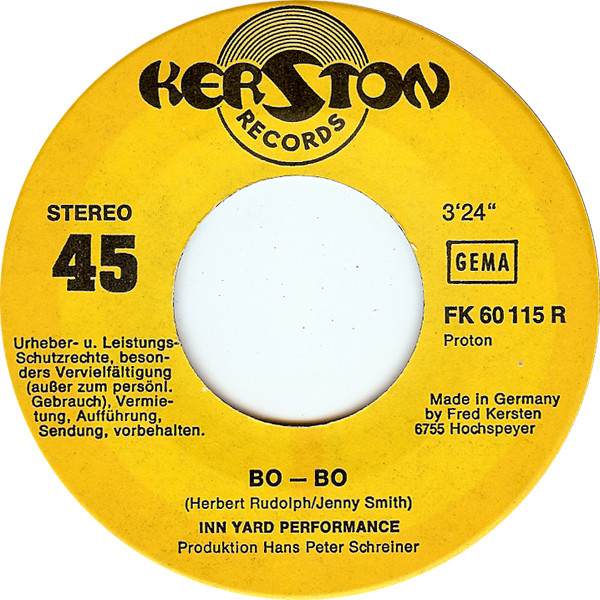 KERSTON
RECORDS
STEREO
45
3'24"
GEMA
FK 60 115 R
Proton
Urheber- u. Leistungs-
Schutzrechte, beson-
ders Vervielfältigung
(außer zum persönl.
Gebrauch), Vermie-
tung, Aufführung,
Sendung, vorbehalten.
Made in Germany
by Fred Kersten
6755 Hochspeyer
BO — BO
(Herbert Rudolph/Jenny Smith)
INN YARD PERFORMANCE
Produktion Hans Peter Schreiner